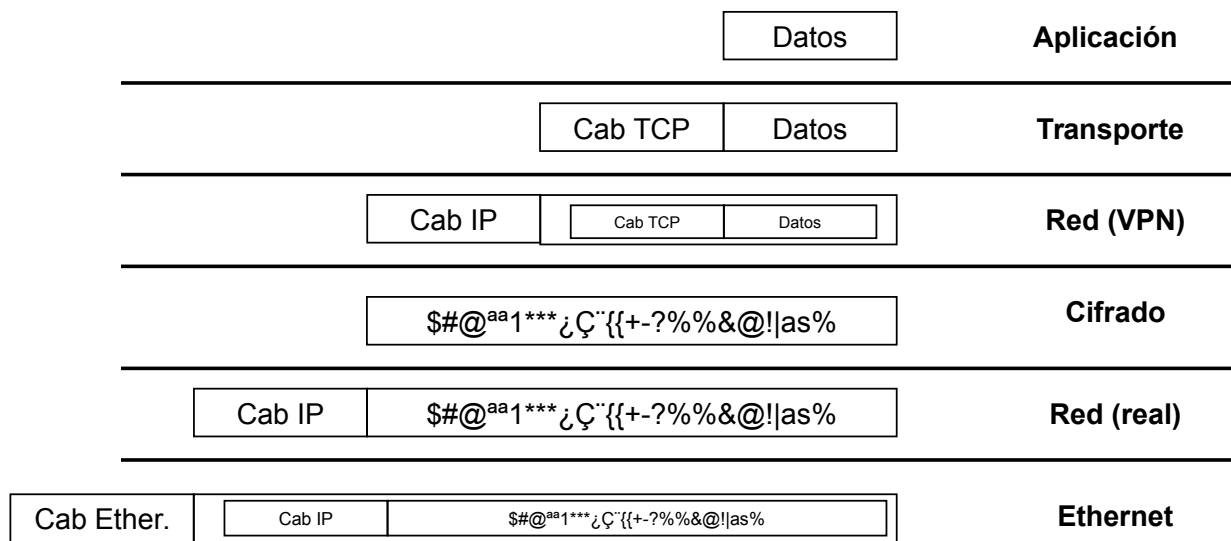 Datos Aplicación
Cab TCP Datos Transporte
Cab IP Cab TCP Datos Red (VPN)
$#@ªª1***¿Ç¨{{+-?%%&@!|as% Cifrado
Cab IP $#@ªª1***¿Ç¨{{+-?%%&@!|as% Red (real)
Cab Ether. Cab IP $#@ªª1***¿Ç¨{{+-?%%&@!|as% Ethernet